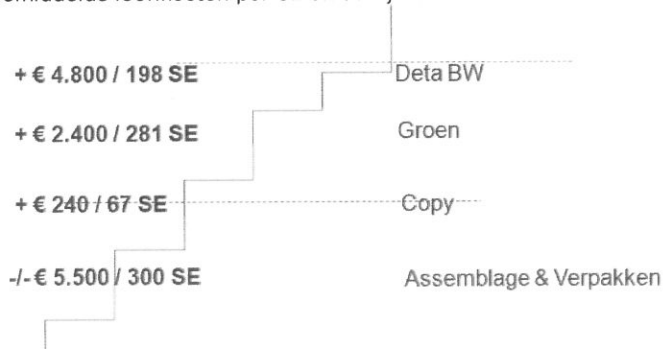 + € 4.800 / 198 SE Deta BW
+ € 2.400 / 281 SE Groen
+ € 240 / 67 SE Copy
-/- € 5.500 / 300 SE Assemblage & Verpakken